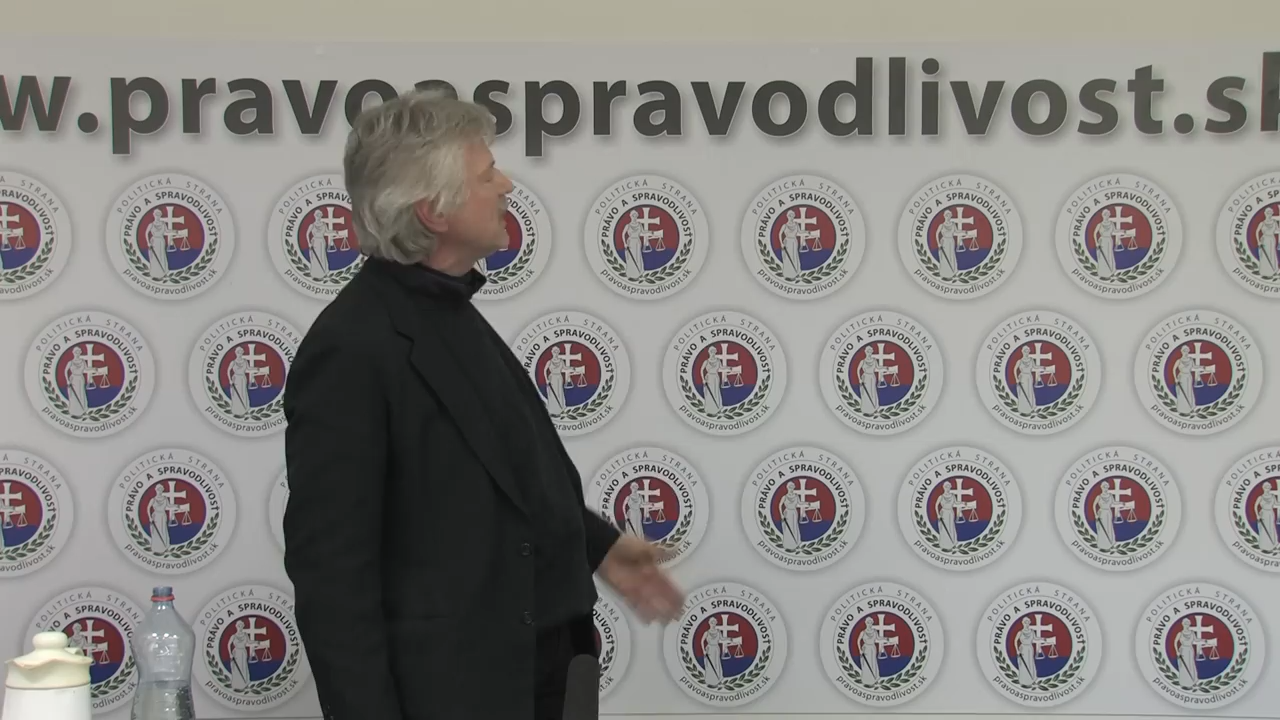 w.pravoaspravodlivost.sk
POLITICKÁ STRANA
PRÁVO A SPRAVODLIVOSŤ
pravoaspravodlivost.sk